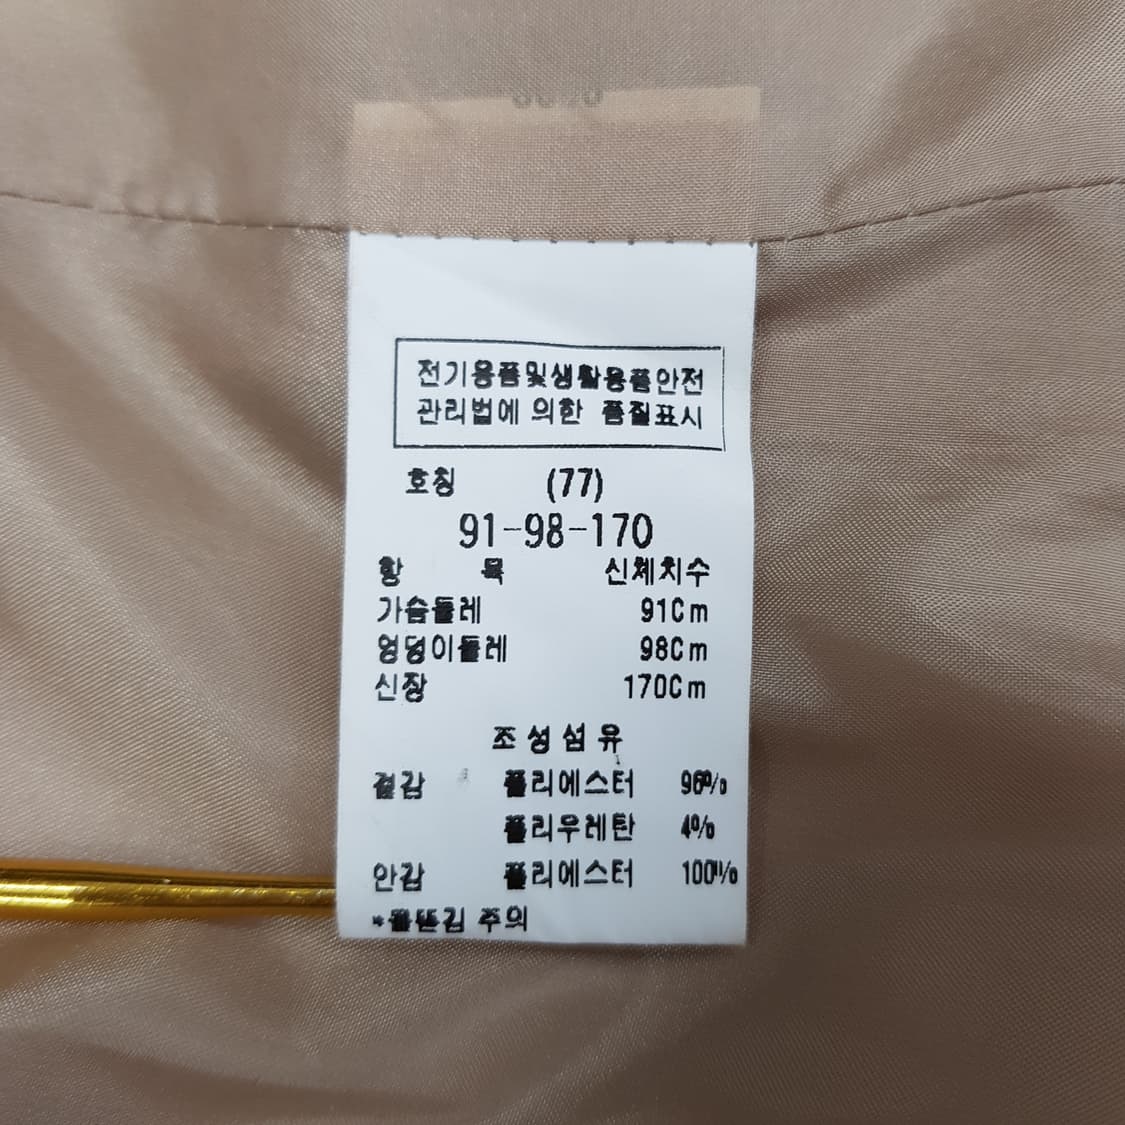 전기용품및생활용품안전
관리법에 의한 품질표시
호칭 (77)
91-98-170
항 목 신체치수
가슴둘레 91Cm
엉덩이둘레 98Cm
신장 170Cm
조성섬유
겉감 폴리에스터 96%
폴리우레탄 4%
안감 폴리에스터 100%
*올뜯김 주의